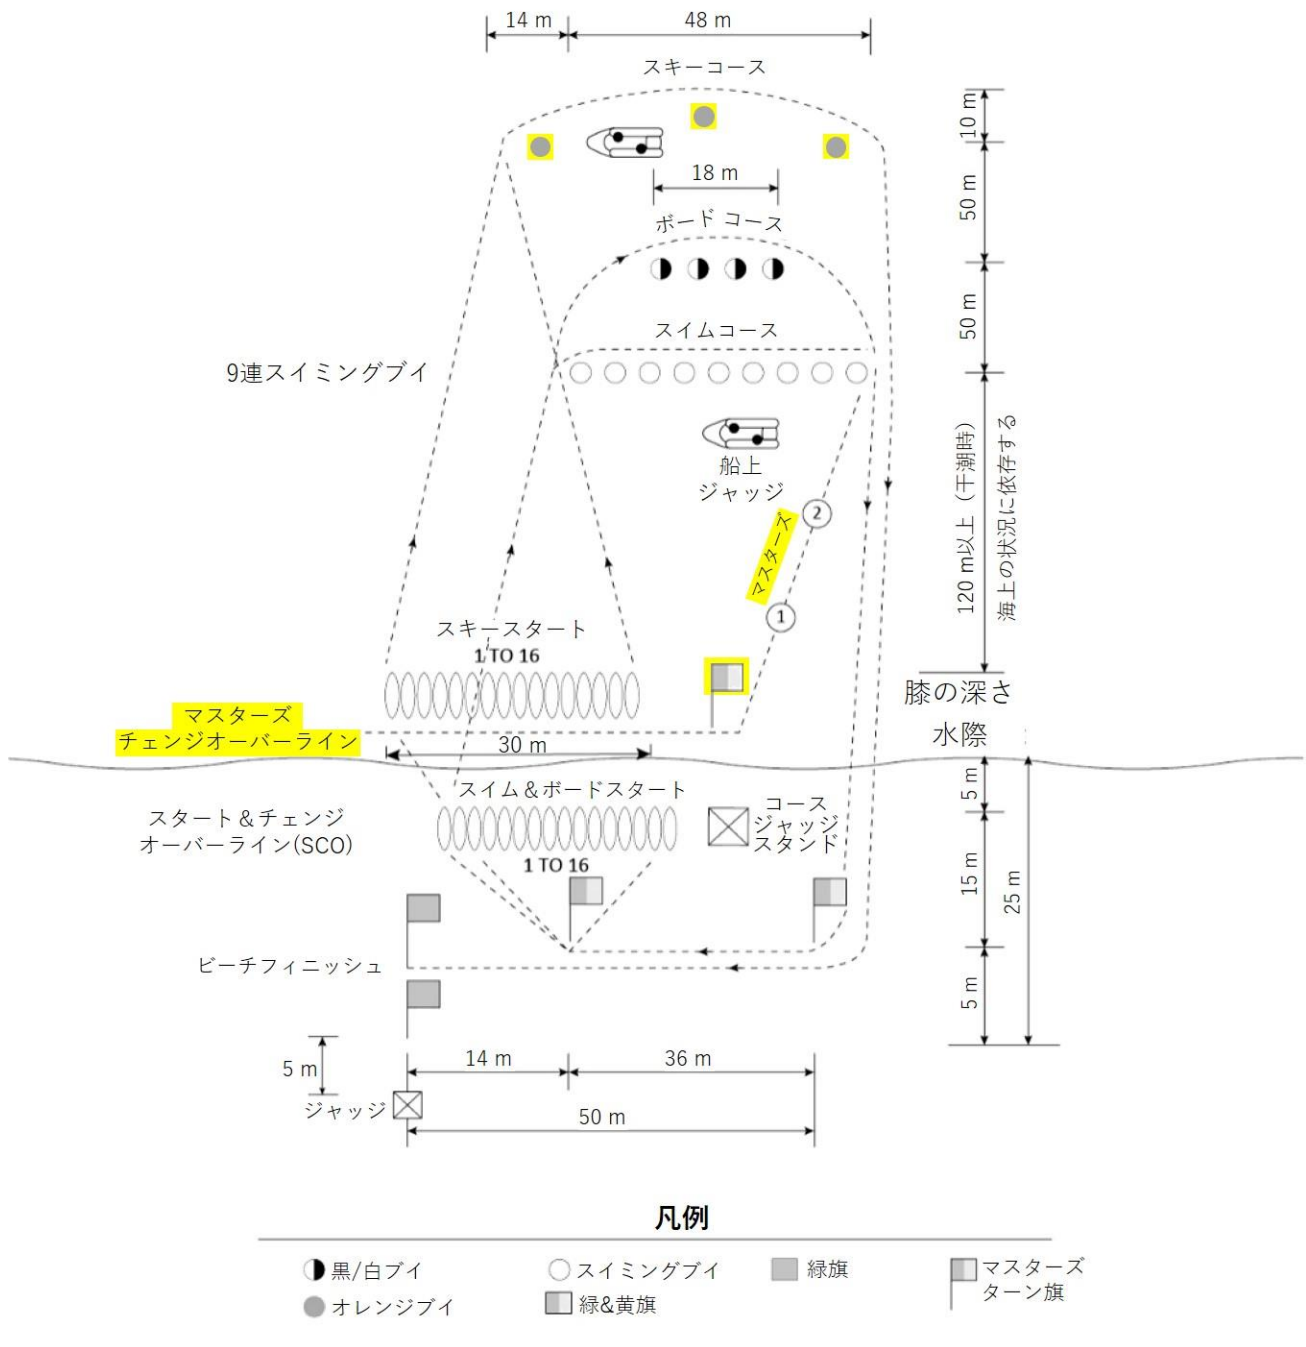 14 m
48 m
スキーコース
10 m
18 m
50 m
ボード コース
50 m
スイムコース
9連スイミングブイ
120 m以上（干潮時）
海上の状況に依存する
船上
ジャッジ
2
マスターズ
1
スキースタート
1 TO 16
膝の深さ
水際
マスターズ
チェンジオーバーライン
30 m
5 m
スイム＆ボードスタート
コース
ジャッジ
スタンド
スタート＆チェンジ
オーバーライン(SCO)
1 TO 16
15 m
25 m
ビーチフィニッシュ
5 m
5 m
14 m
36 m
ジャッジ
50 m
凡例
黒/白ブイ
スイミングブイ
緑旗
マスターズ
ターン旗
オレンジブイ
緑&黄旗